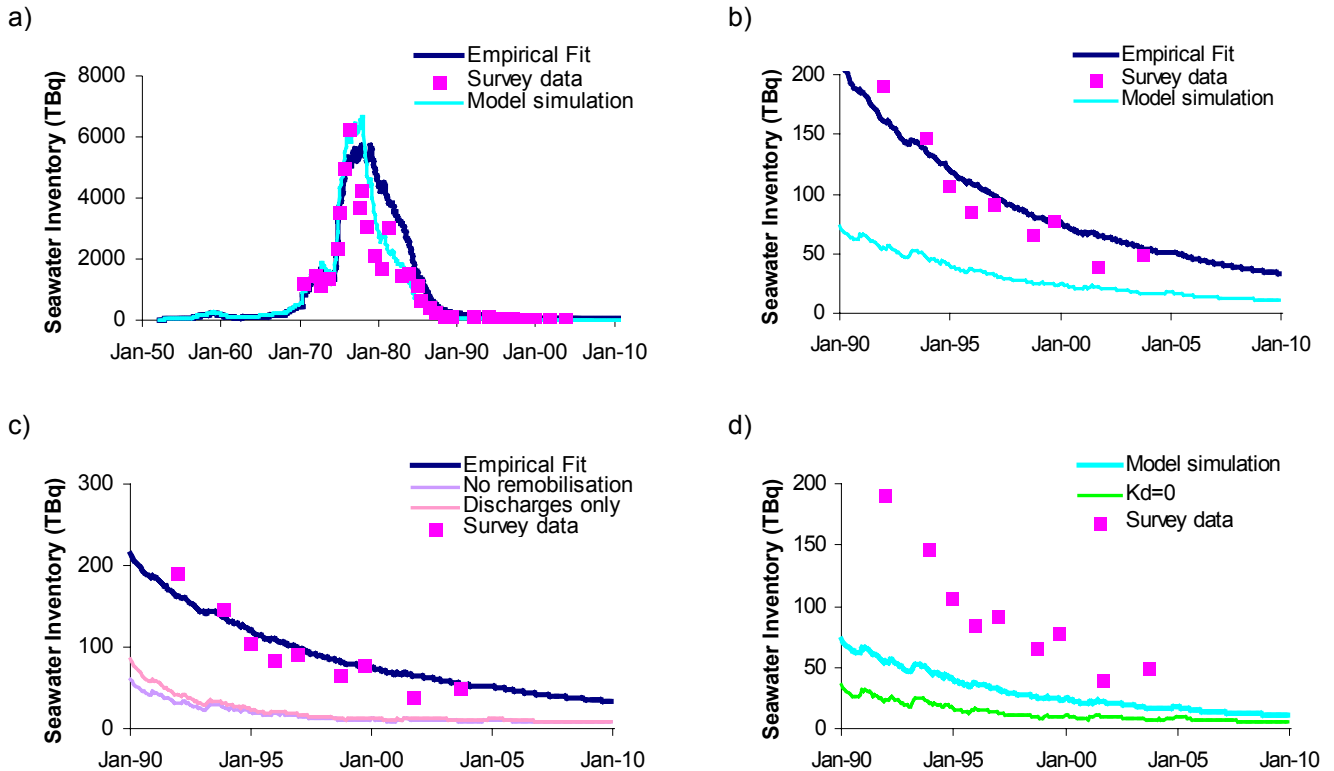 a)
Empirical Fit
Survey data
Model simulation
Seawater Inventory (TBq)
8000
6000
4000
2000
0
Jan-50 Jan-60 Jan-70 Jan-80 Jan-90 Jan-00 Jan-10
b)
Empirical Fit
Survey data
Model simulation
Seawater Inventory (TBq)
200
150
100
50
0
Jan-90 Jan-95 Jan-00 Jan-05 Jan-10
c)
Empirical Fit
No remobilisation
Discharges only
Survey data
Seawater Inventory (TBq)
300
200
100
0
Jan-90 Jan-95 Jan-00 Jan-05 Jan-10
d)
Model simulation
Kd=0
Survey data
Seawater Inventory (TBq)
200
150
100
50
0
Jan-90 Jan-95 Jan-00 Jan-05 Jan-10